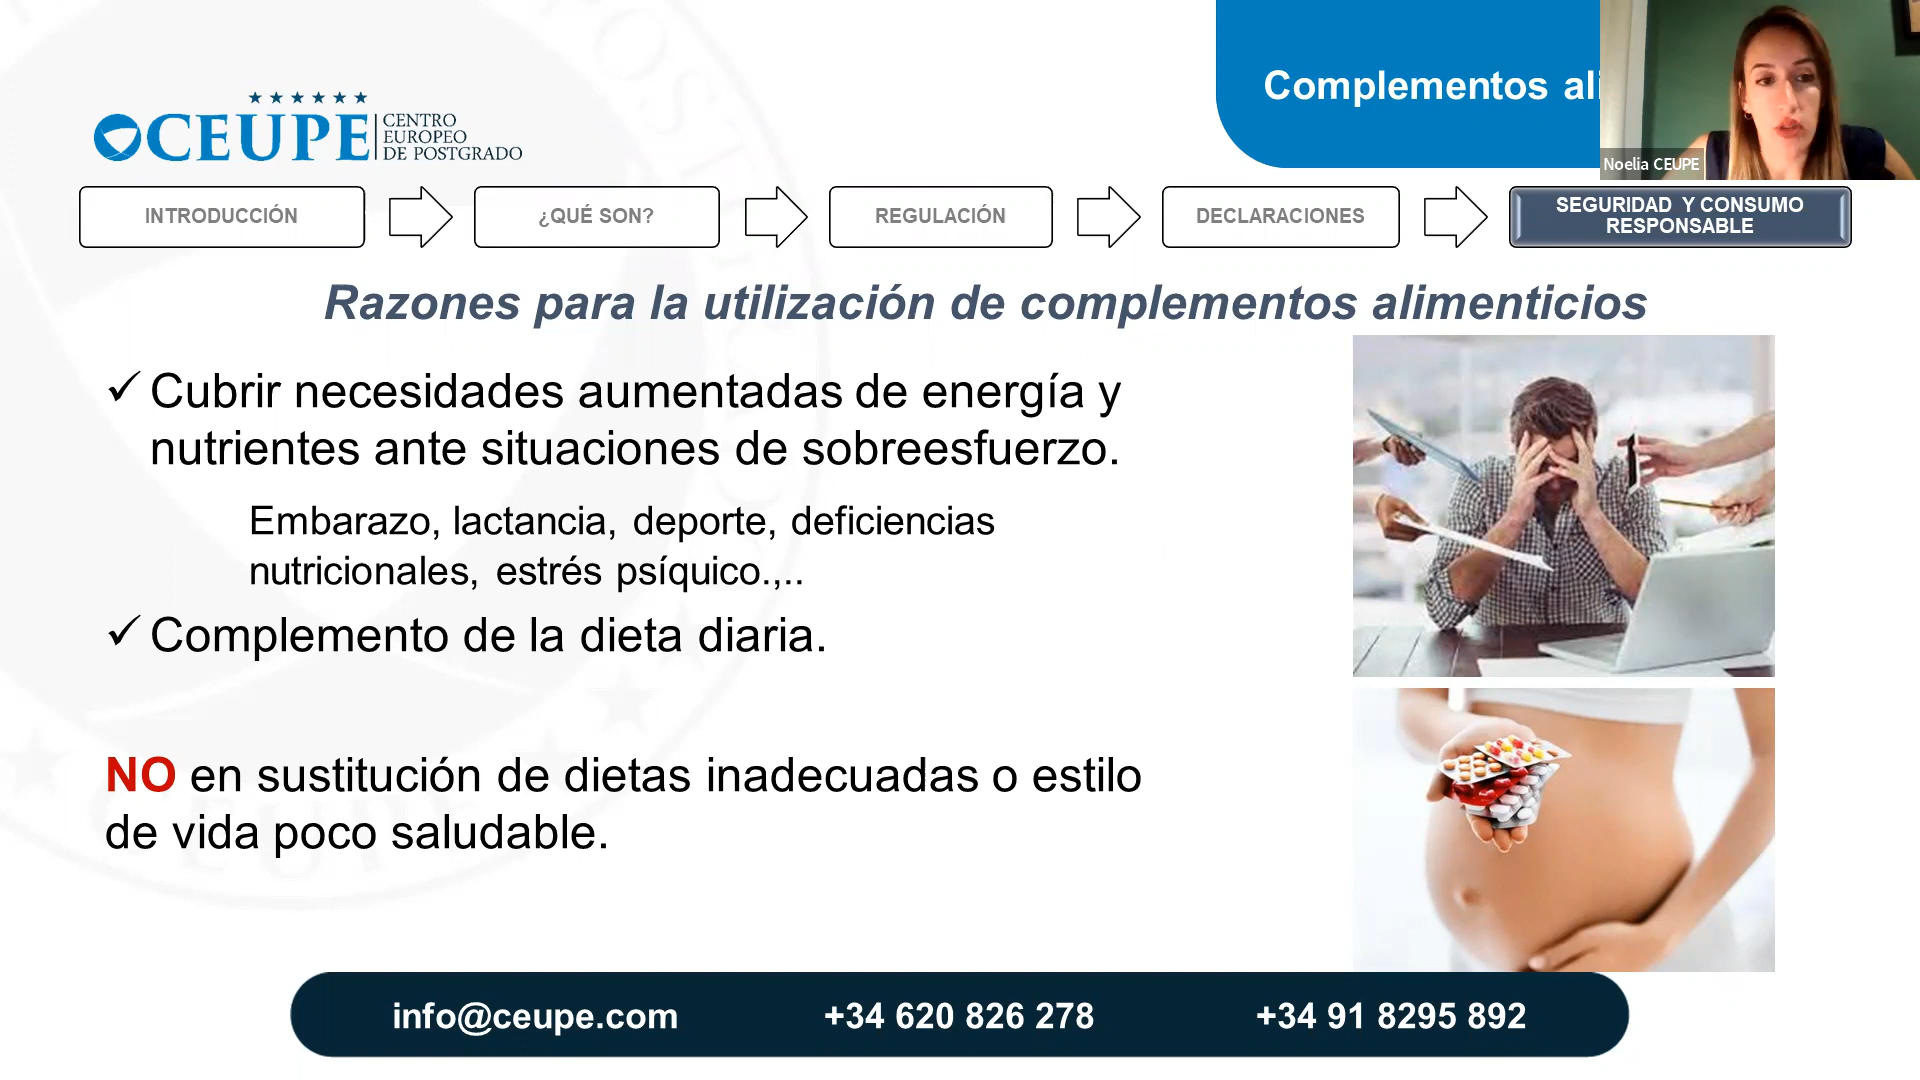 Complementos ali
Noelia CEUPE
CEUPE
CENTRO
EUROPEO
DE POSTGRADO
INTRODUCCIÓN
¿QUÉ SON?
REGULACIÓN
DECLARACIONES
SEGURIDAD Y CONSUMO
RESPONSABLE
Razones para la utilización de complementos alimenticios
✓ Cubrir necesidades aumentadas de energía y
nutrientes ante situaciones de sobreesfuerzo.
Embarazo, lactancia, deporte, deficiencias
nutricionales, estrés psíquico.,..
✓ Complemento de la dieta diaria.
NO en sustitución de dietas inadecuadas o estilo
de vida poco saludable.
info@ceupe.com
+34 620 826 278
+34 91 8295 892